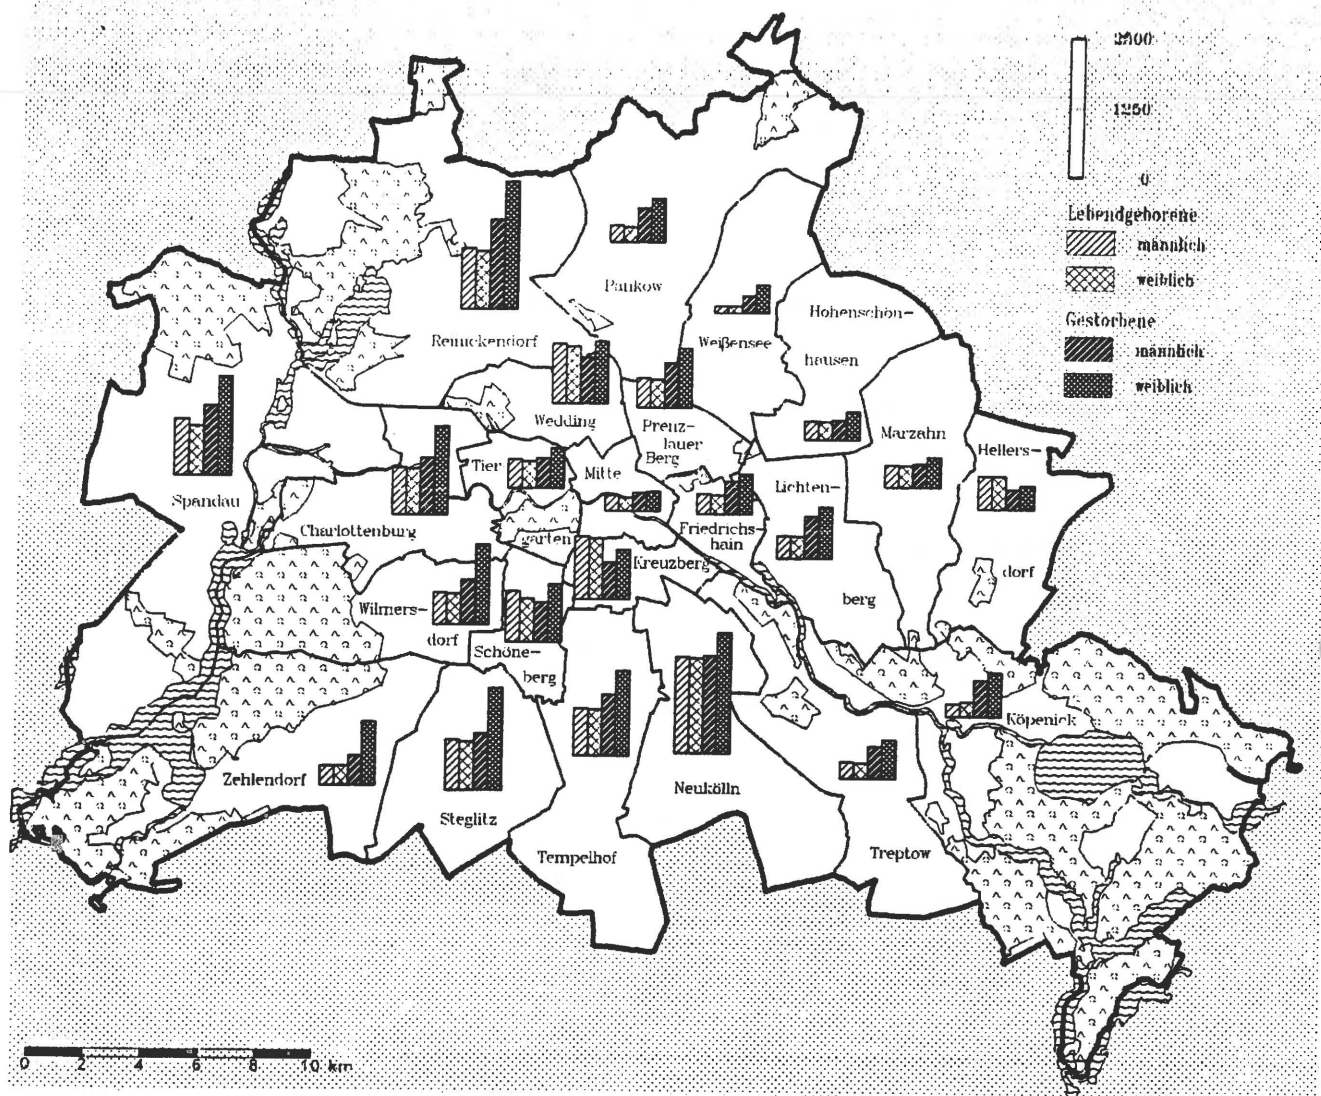 2500
1250
0
Lebendgeborene
männlich
weiblich
Gestorbene
männlich
weiblich
Pankow
Hohenschön-
hausen
Weißensee
Reinickendorf
Wedding
Prenz-
lauer
Berg
Marzahn
Hellers-
dorf
Tier
garten
Mitte
Lichten-
berg
Spandau
Charlottenburg
Friedrichs-
hain
Kreuzberg
Wilmers-
dorf
Schöne-
berg
Köpenick
Zehlendorf
Steglitz
Neukölln
Tempelhof
Treptow
0 2 4 6 8 10 km